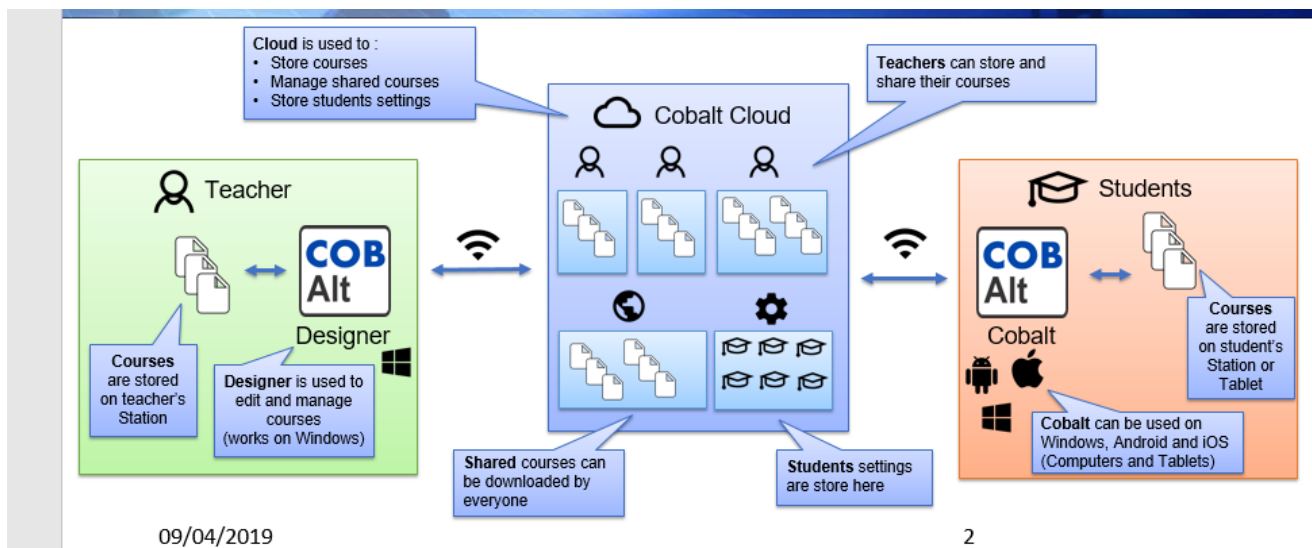 Cloud is used to :
• Store courses
• Manage shared courses
• Store students settings
Teachers can store and
share their courses
Cobalt Cloud
Teacher
COB
Alt
Designer
Courses
are stored
on teacher's
Station
Designer is used to
edit and manage
courses
(works on Windows)
Students
COB
Alt
Cobalt
Courses
are stored
on student's
Station or
Tablet
Cobalt can be used on
Windows, Android and iOS
(Computers and Tablets)
Shared courses can
be downloaded by
everyone
Students settings
are store here
09/04/2019
2